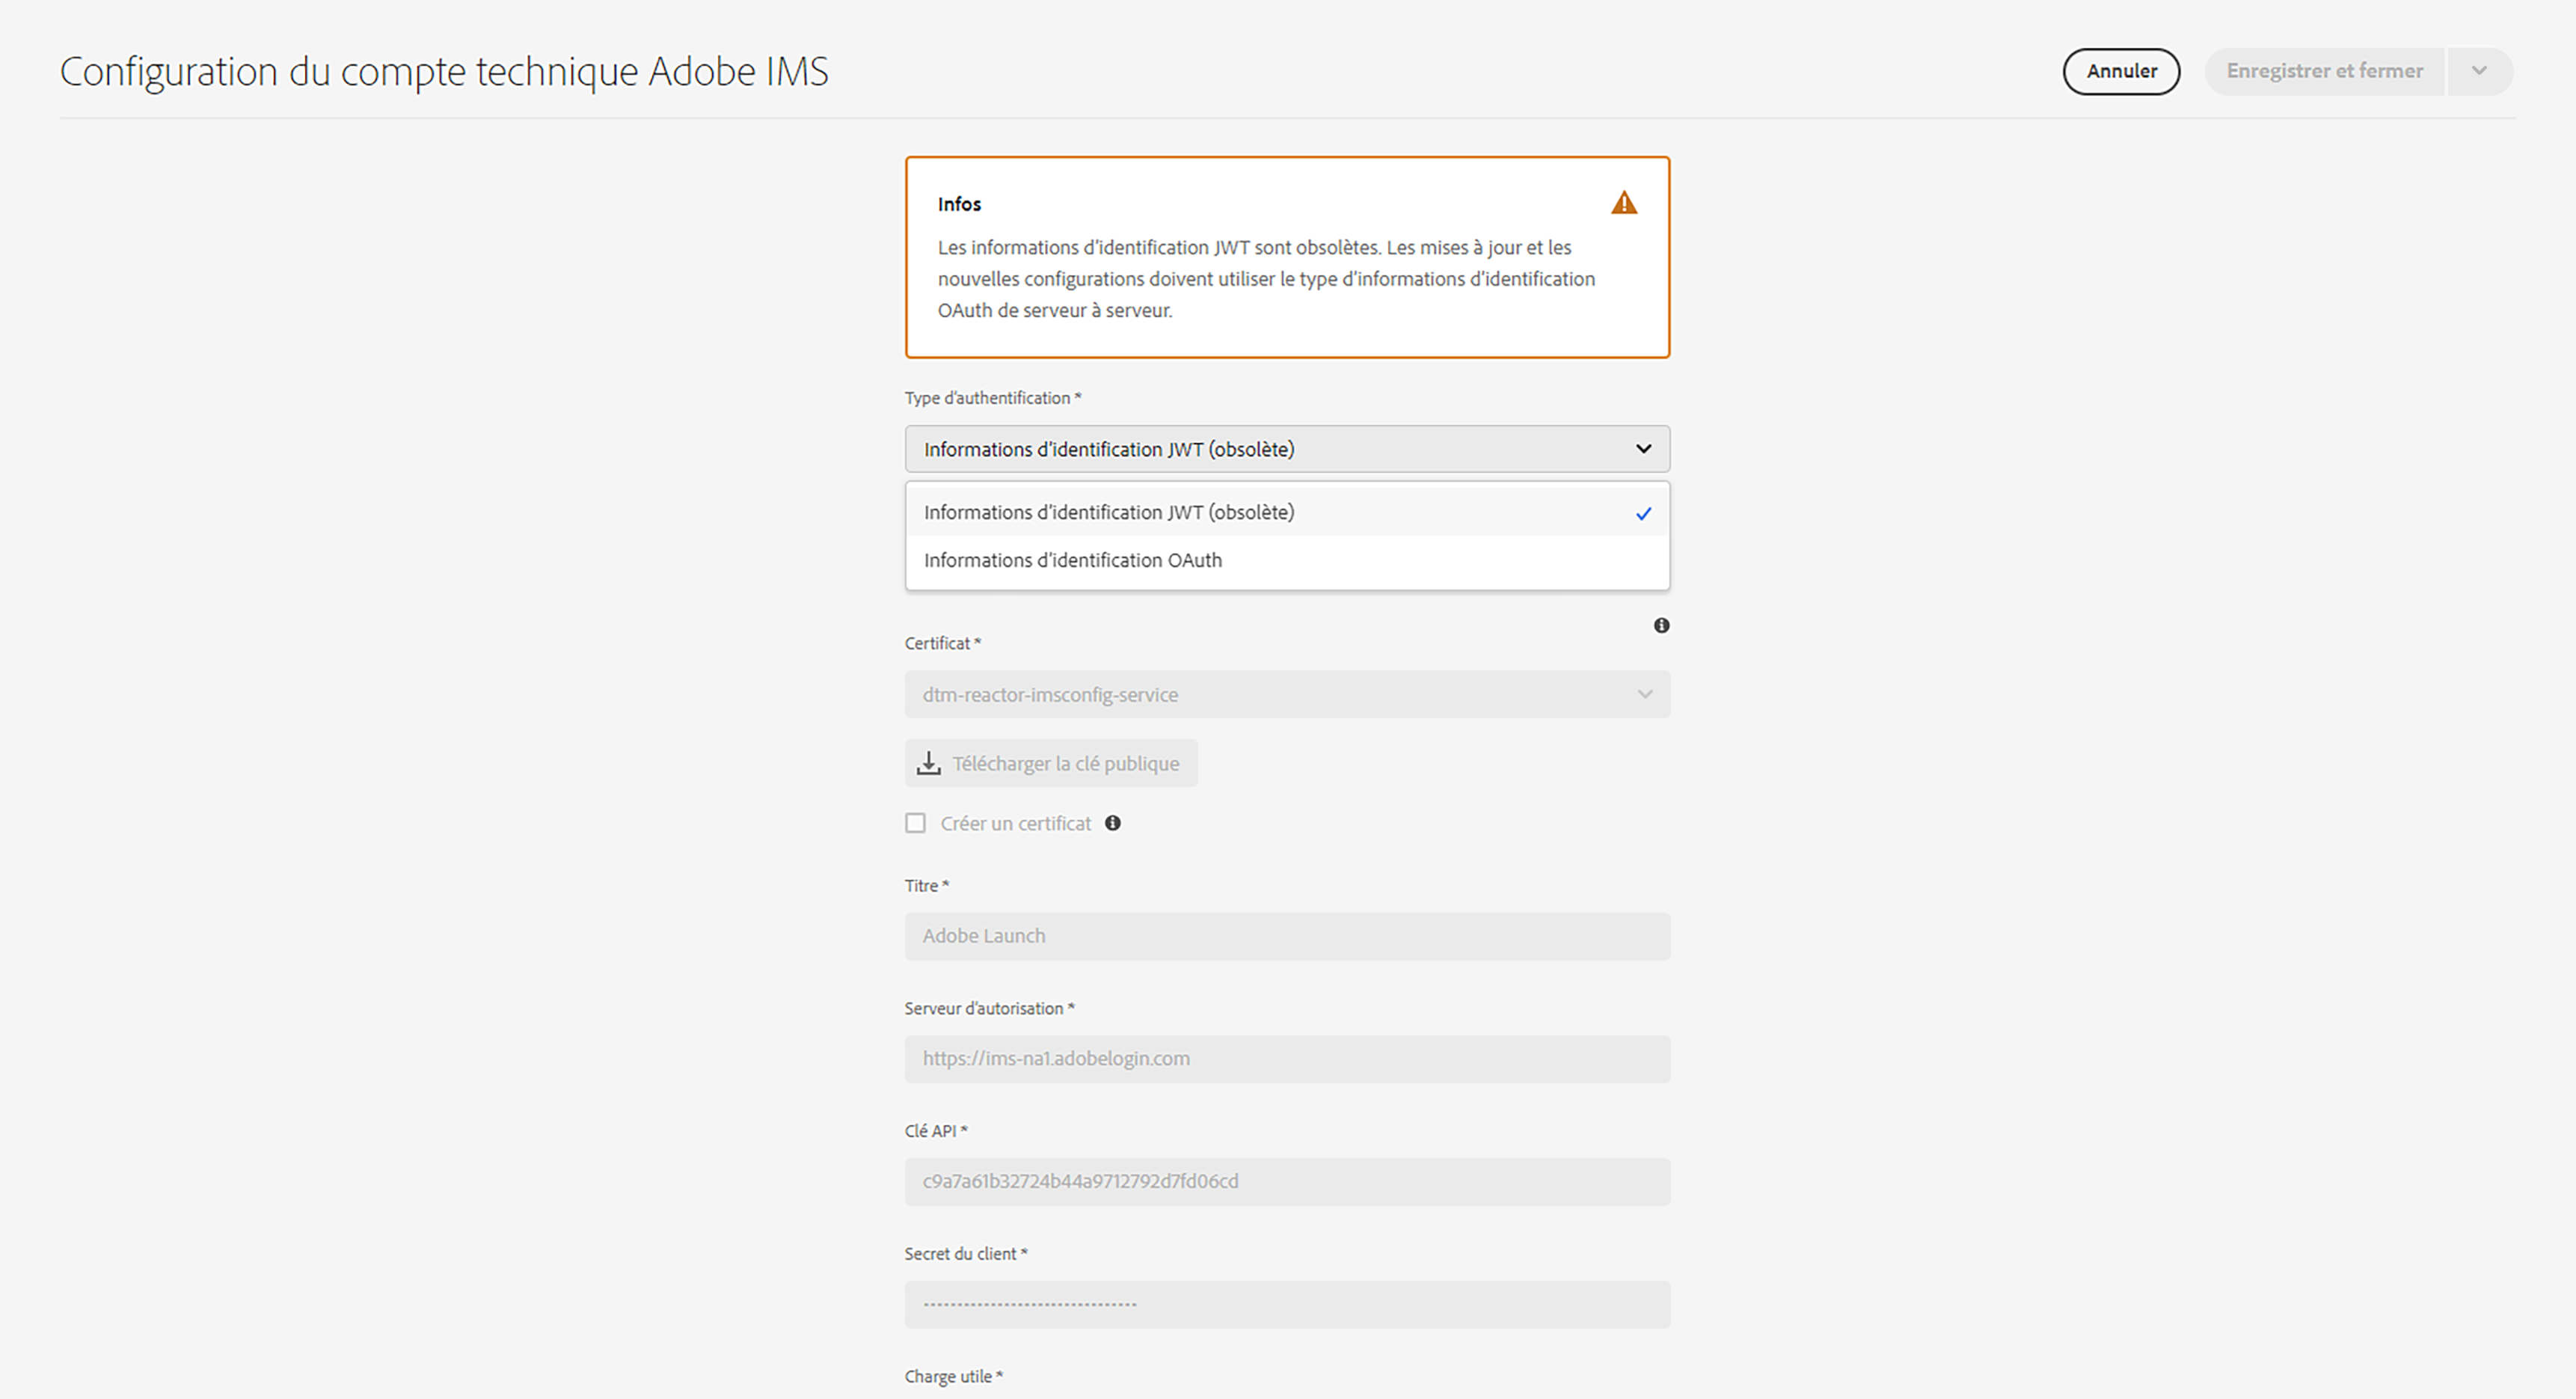 Configuration du compte technique Adobe IMS
Annuler
Enregistrer et fermer
Infos
Les informations d'identification JWT sont obsolètes. Les mises à jour et les
nouvelles configurations doivent utiliser le type d'informations d'identification
OAuth de serveur à serveur.
Type d'authentification *
Informations d'identification JWT (obsolète)
Informations d'identification JWT (obsolète)
Informations d'identification OAuth
Certificat *
dtm-reactor-imsconfig-service
Télécharger la clé publique
Créer un certificat
Titre *
Adobe Launch
Serveur d'autorisation *
https://ims-na1.adobelogin.com
Clé API *
c9a7a61b32724b44a9712792d7fd06cd
Secret du client *
Charge utile *